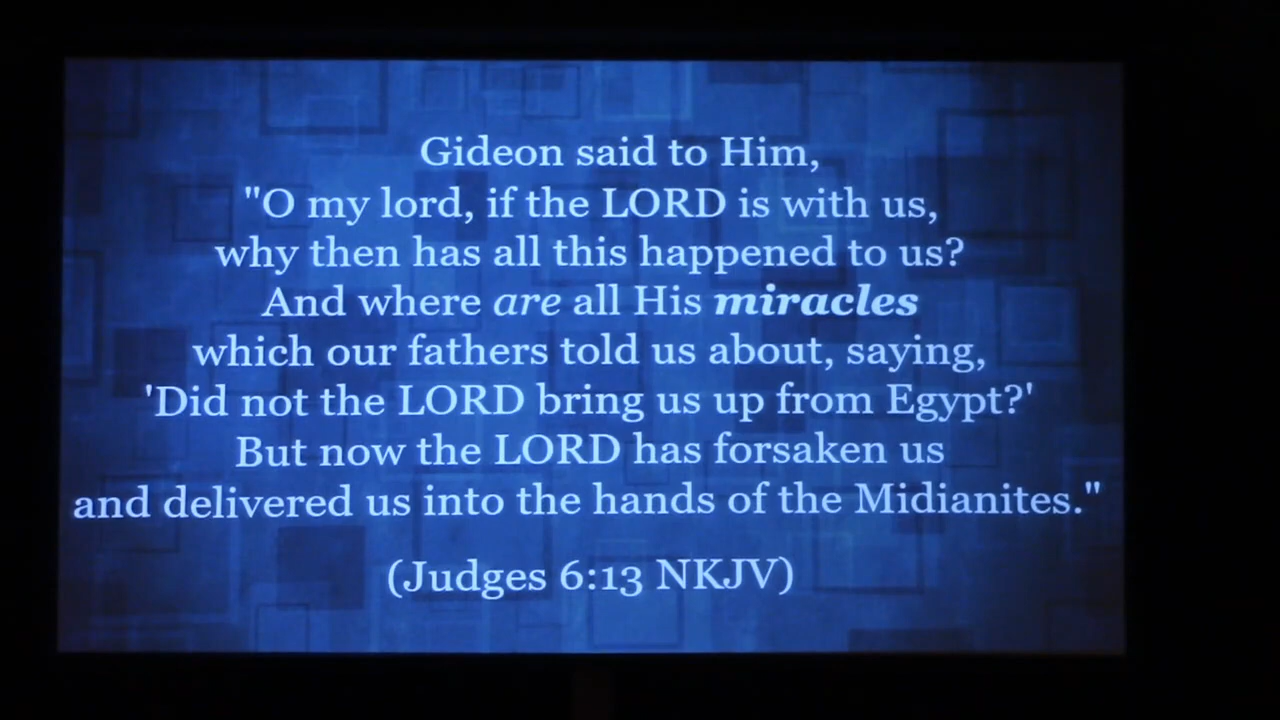 Gideon said to Him,
"O my lord, if the LORD is with us,
why then has all this happened to us?
And where are all His miracles
which our fathers told us about, saying,
'Did not the LORD bring us up from Egypt?'
But now the LORD has forsaken us
and delivered us into the hands of the Midianites."
(Judges 6:13 NKJV)